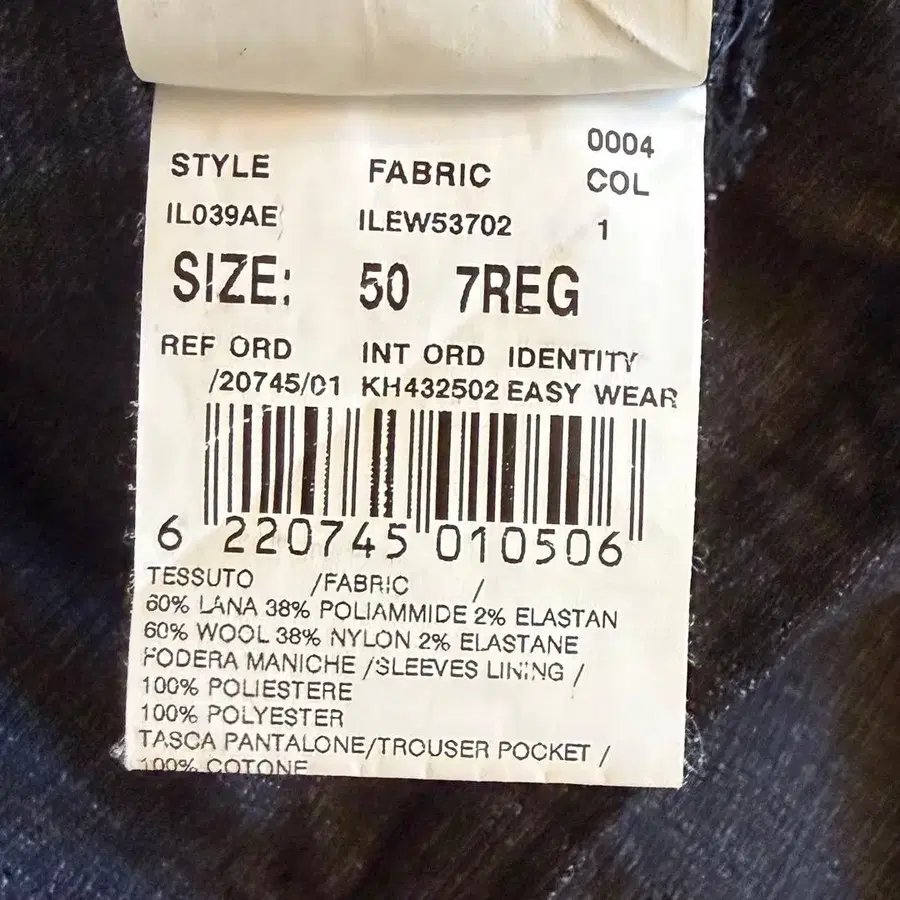 0004
STYLE FABRIC COL
IL039AE ILEW53702 1
SIZE: 50 7REG
REF ORD INT ORD IDENTITY
/20745/01 KH432502 EASY WEAR
6 220745 010506
TESSUTO /FABRIC /
60% LANA 38% POLIAMMIDE 2% ELASTAN
60% WOOL 38% NYLON 2% ELASTANE
FODERA MANICHE /SLEEVES LINING /
100% POLIESTERE
100% POLYESTER
TASCA PANTALONE/TROUSER POCKET /
100% COTONE